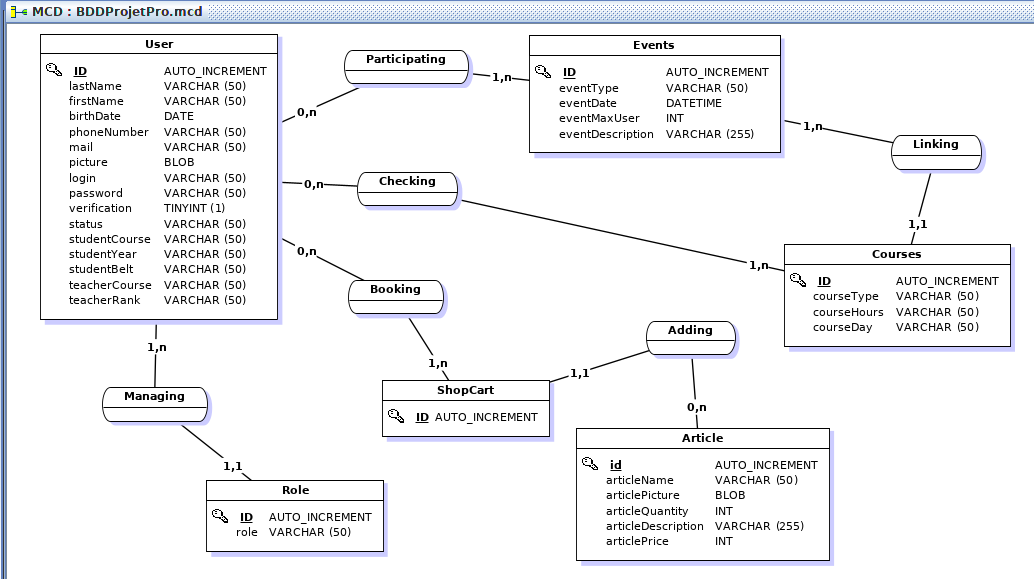 MCD : BDDProjetPro.mcd
User
ID AUTO_INCREMENT
lastName VARCHAR (50)
firstName VARCHAR (50)
birthDate DATE
phoneNumber VARCHAR (50)
mail VARCHAR (50)
picture BLOB
login VARCHAR (50)
password VARCHAR (50)
verification TINYINT (1)
status VARCHAR (50)
studentCourse VARCHAR (50)
studentYear VARCHAR (50)
studentBelt VARCHAR (50)
teacherCourse VARCHAR (50)
teacherRank VARCHAR (50)
Participating
0,n
1,n
Events
ID AUTO_INCREMENT
eventType VARCHAR (50)
eventDate DATETIME
eventMaxUser INT
eventDescription VARCHAR (255)
1,n
Linking
1,1
Checking
0,n
1,n
Courses
ID AUTO_INCREMENT
courseType VARCHAR (50)
courseHours VARCHAR (50)
courseDay VARCHAR (50)
0,n
Booking
1,n
ShopCart
ID AUTO_INCREMENT
1,1
Adding
0,n
Article
id AUTO_INCREMENT
articleName VARCHAR (50)
articlePicture BLOB
articleQuantity INT
articleDescription VARCHAR (255)
articlePrice INT
1,n
Managing
1,1
Role
ID AUTO_INCREMENT
role VARCHAR (50)